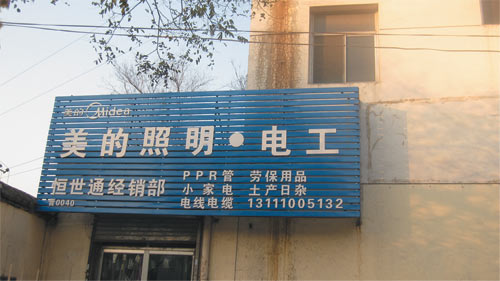 美的 Midea
美的照明·电工
恒世通经销部
PPR管 劳保用品
小家电 土产日杂
电线电缆 13111005132
0040